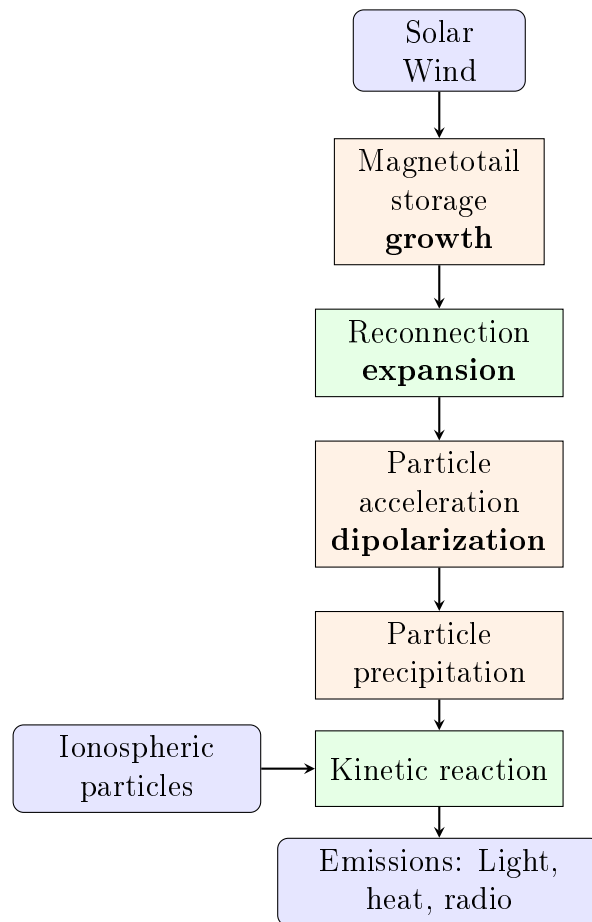 Solar
Wind
Magnetotail
storage
growth
Reconnection
expansion
Particle
acceleration
dipolarization
Particle
precipitation
Ionospheric
particles
Kinetic reaction
Emissions: Light,
heat, radio